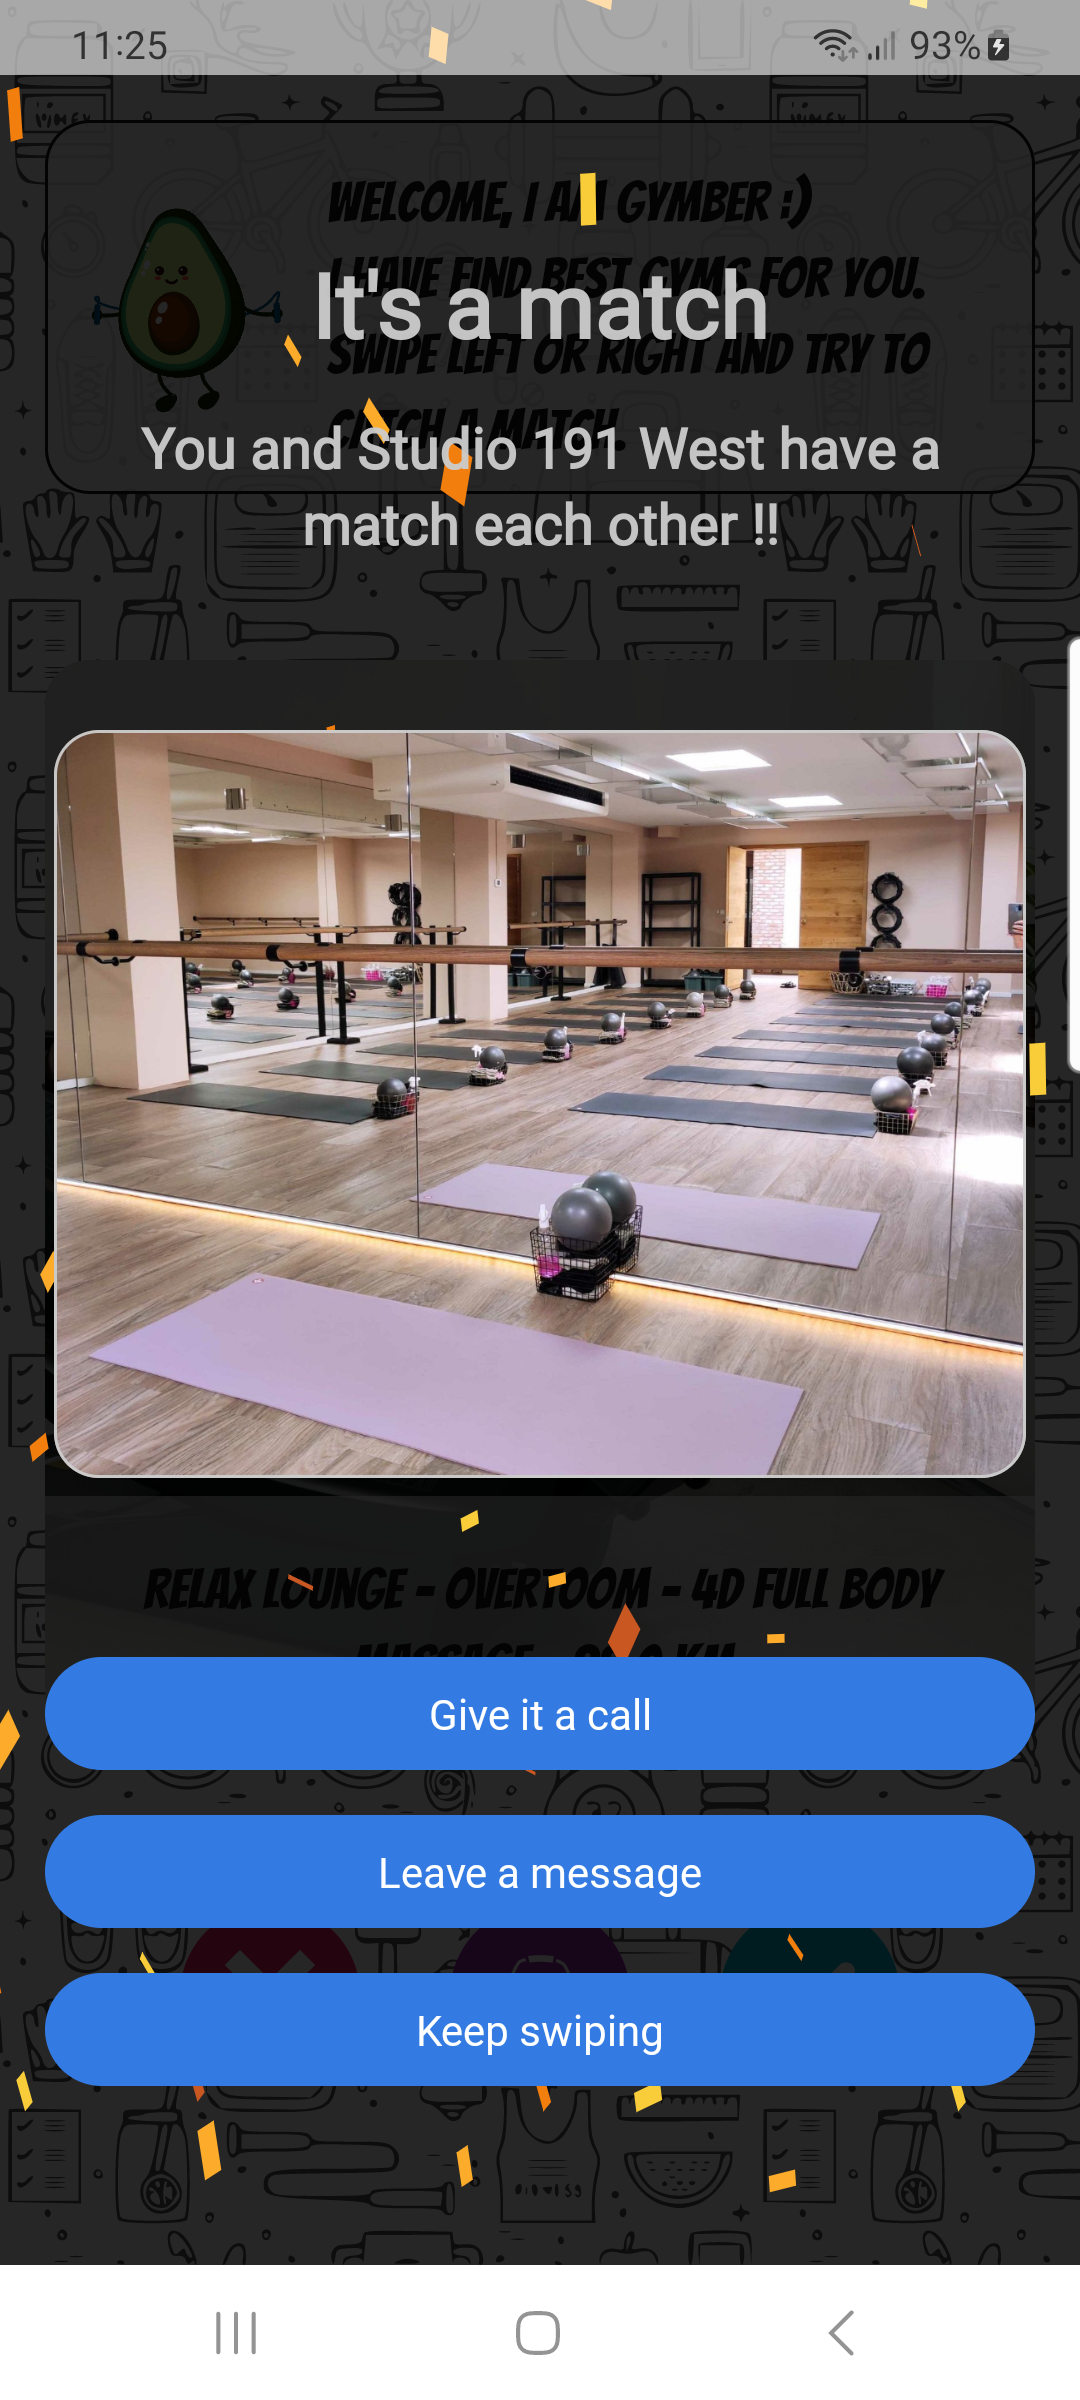 11:25
93%
WELCOME, I AM GYMBER :)
I HAVE FIND BEST GYMS FOR YOU.
It's a match
SWIPE LEFT OR RIGHT AND TRY TO
CATCH A MATCH.
You and Studio 191 West have a
match each other !!
RELAX LOUNGE - OVERTOOM - 4D FULL BODY
MASSAGE - KM
Give it a call
Leave a message
Keep swiping